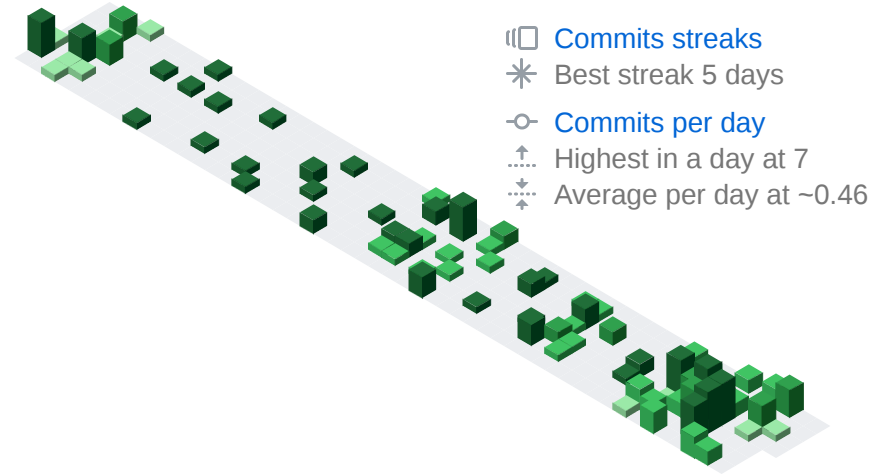 Commits streaks
Best streak 5 days
Commits per day
Highest in a day at 7
Average per day at ~0.46